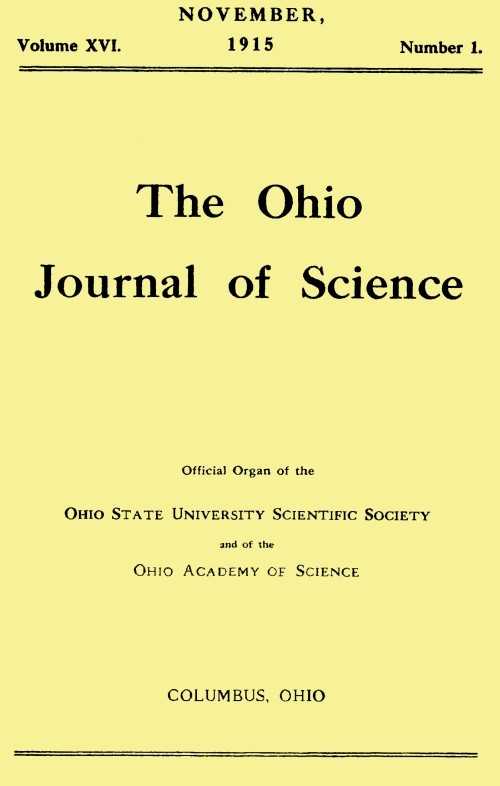 NOVEMBER,
Volume XVI. 1915 Number 1.
The Ohio
Journal of Science
Official Organ of the
OHIO STATE UNIVERSITY SCIENTIFIC SOCIETY
and of the
OHIO ACADEMY OF SCIENCE
COLUMBUS, OHIO